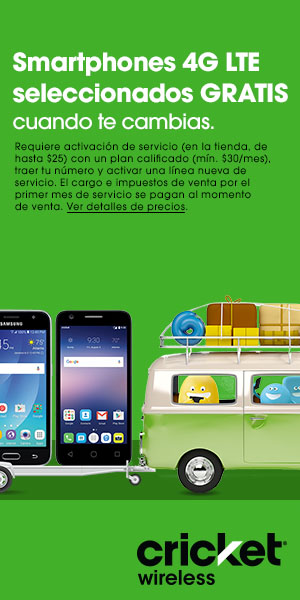 Smartphones 4G LTE
seleccionados GRATIS
cuando te cambias.
Requiere activación de servicio (en la tienda, de
hasta $25) con un plan calificado (mín. $30/mes),
traer tu número y activar una línea nueva de
servicio. El cargo e impuestos de venta por el
primer mes de servicio se pagan al momento
de venta. Ver detalles de precios.
SAMSUNG
9:30
70°
Google
cricket
wireless